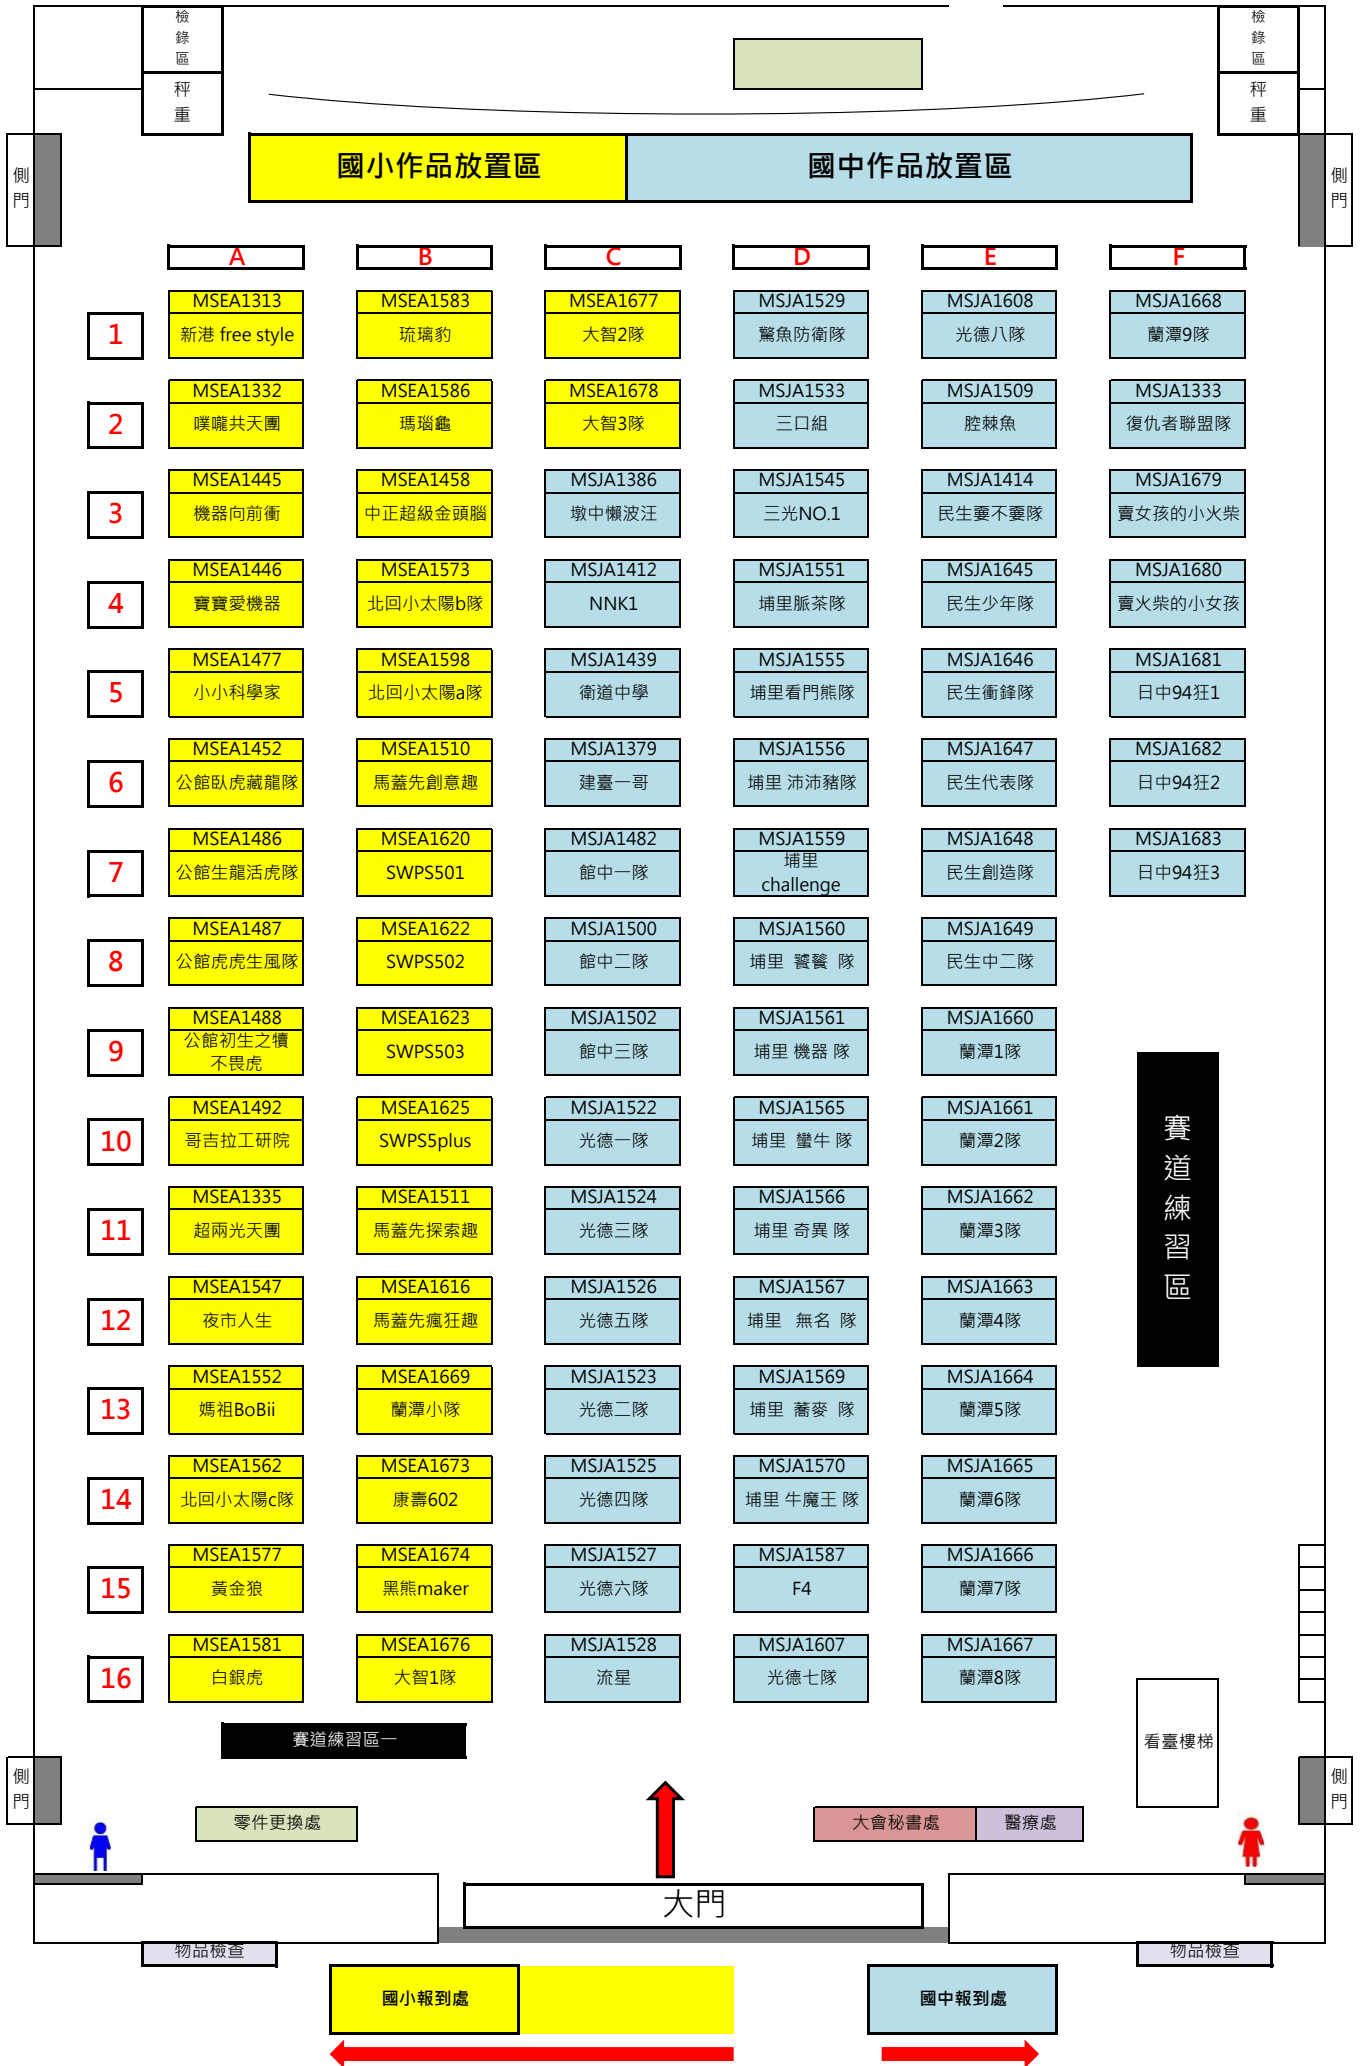 檢錄區
檢錄區
秤重
秤重
側門
側門
國小作品放置區 國中作品放置區
A B C D E F
1
MSEA1313 MSEA1583 MSEA1677 MSJA1529 MSJA1608 MSJA1668
新港 free style 琉璃豹 大智2隊 驚魚防衛隊 光德八隊 蘭潭9隊
2
MSEA1332 MSEA1586 MSEA1678 MSJA1533 MSJA1509 MSJA1333
噗嚨共天團 瑪瑙龜 大智3隊 三口組 腔棘魚 復仇者聯盟隊
3
MSEA1445 MSEA1458 MSJA1386 MSJA1545 MSJA1414 MSJA1679
機器向前衝 中正超級金頭腦 墩中懶波汪 三光NO.1 民生嫑不嫑隊 賣女孩的小火柴
4
MSEA1446 MSEA1573 MSJA1412 MSJA1551 MSJA1645 MSJA1680
寶寶愛機器 北回小太陽b隊 NNK1 埔里脈茶隊 民生少年隊 賣火柴的小女孩
5
MSEA1477 MSEA1598 MSJA1439 MSJA1555 MSJA1646 MSJA1681
小小科學家 北回小太陽a隊 衛道中學 埔里看門熊隊 民生衝鋒隊 日中94狂1
6
MSEA1452 MSEA1510 MSJA1379 MSJA1556 MSJA1647 MSJA1682
公館臥虎藏龍隊 馬蓋先創意趣 建臺一哥 埔里 沛沛豬隊 民生代表隊 日中94狂2
7
MSEA1486 MSEA1620 MSJA1482 MSJA1559 MSJA1648 MSJA1683
公館生龍活虎隊 SWPS501 館中一隊 埔里 challenge 民生創造隊 日中94狂3
8
MSEA1487 MSEA1622 MSJA1500 MSJA1560 MSJA1649
公館虎虎生風隊 SWPS502 館中二隊 埔里 饕餮 隊 民生中二隊
9
MSEA1488 MSEA1623 MSJA1502 MSJA1561 MSJA1660
公館初生之犢不畏虎 SWPS503 館中三隊 埔里 機器 隊 蘭潭1隊
10
MSEA1492 MSEA1625 MSJA1522 MSJA1565 MSJA1661
哥吉拉工研院 SWPS5plus 光德一隊 埔里 蠻牛 隊 蘭潭2隊
11
MSEA1335 MSEA1511 MSJA1524 MSJA1566 MSJA1662
超兩光天團 馬蓋先探索趣 光德三隊 埔里 奇異 隊 蘭潭3隊
12
MSEA1547 MSEA1616 MSJA1526 MSJA1567 MSJA1663
夜市人生 馬蓋先瘋狂趣 光德五隊 埔里 無名 隊 蘭潭4隊
賽道練習區
13
MSEA1552 MSEA1669 MSJA1523 MSJA1569 MSJA1664
媽祖BoBii 蘭潭小隊 光德二隊 埔里 蕎麥 隊 蘭潭5隊
14
MSEA1562 MSEA1673 MSJA1525 MSJA1570 MSJA1665
北回小太陽c隊 康壽602 光德四隊 埔里 牛魔王 隊 蘭潭6隊
15
MSEA1577 MSEA1674 MSJA1527 MSJA1587 MSJA1666
黃金狼 黑熊maker 光德六隊 F4 蘭潭7隊
16
MSEA1581 MSEA1676 MSJA1528 MSJA1607 MSJA1667
白銀虎 大智1隊 流星 光德七隊 蘭潭8隊
賽道練習區一
看臺樓梯
側門
側門
零件更換處 大會秘書處 醫療處
大門
物品檢查 物品檢查
國小報到處 國中報到處